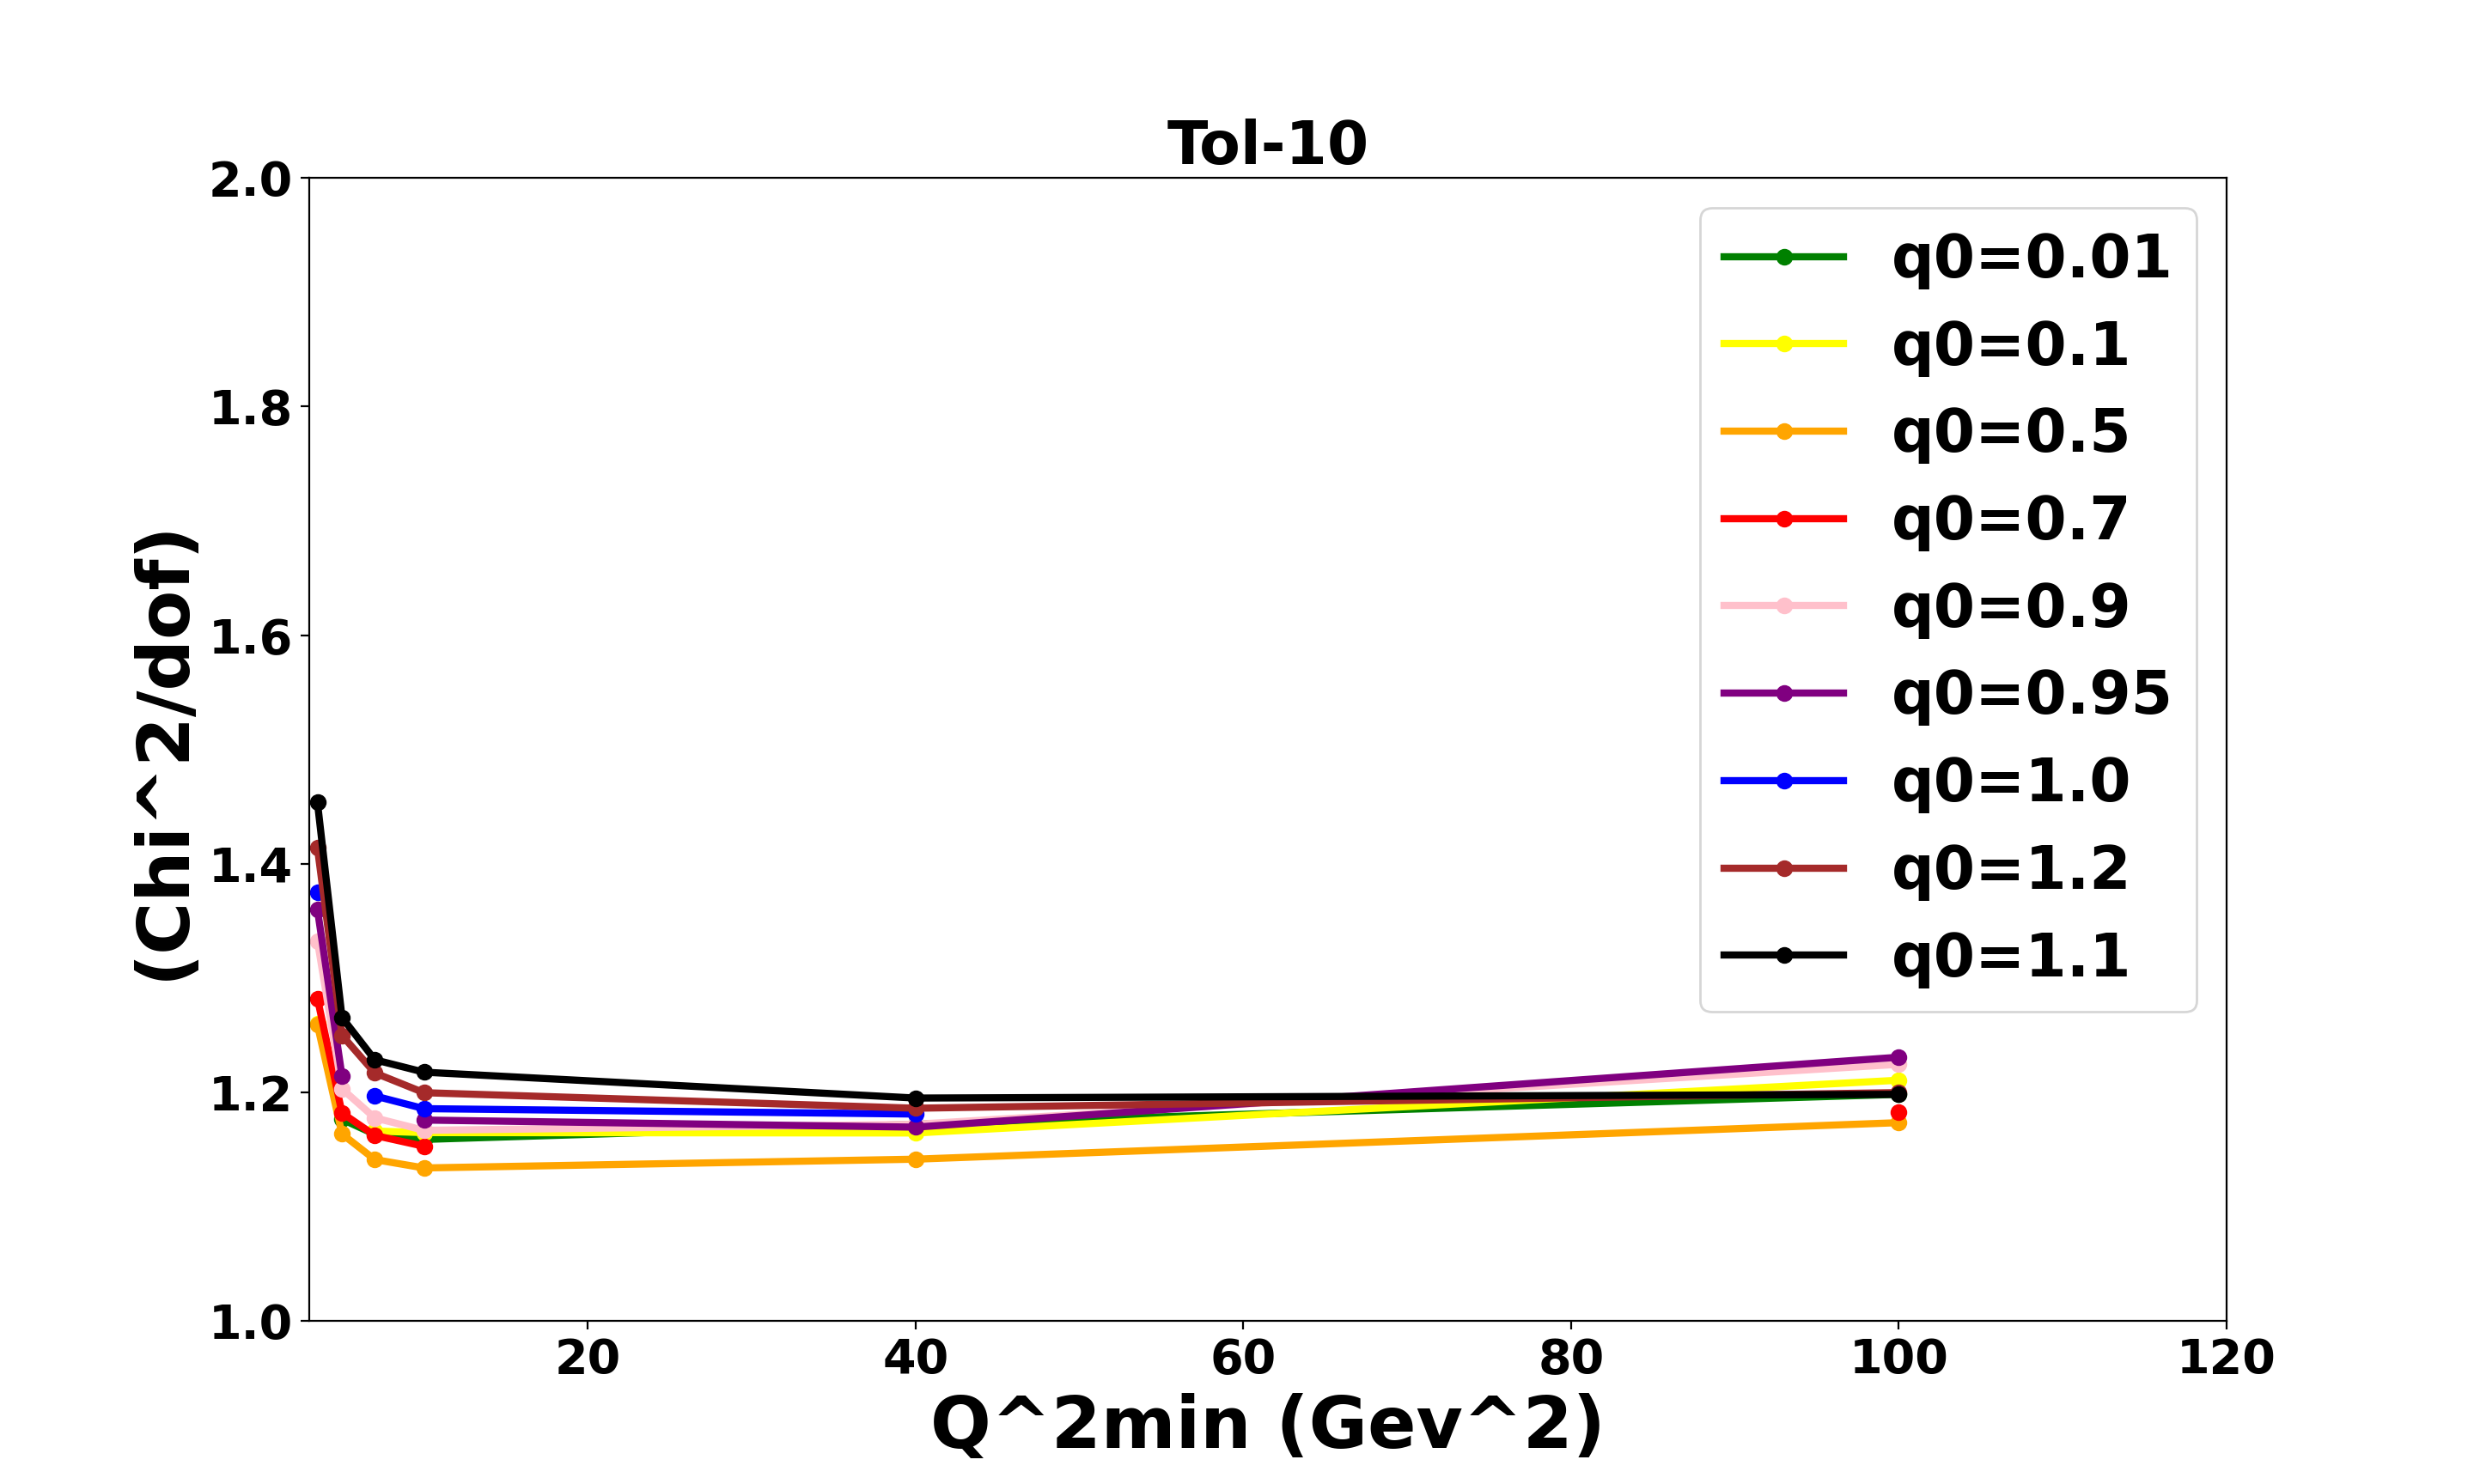 Tol-10
2.0
1.8
1.6
1.4
1.2
1.0
(Chi^2/dof)
q0=0.01
q0=0.1
q0=0.5
q0=0.7
q0=0.9
q0=0.95
q0=1.0
q0=1.2
q0=1.1
20 40 60 80 100 120
Q^2min (Gev^2)